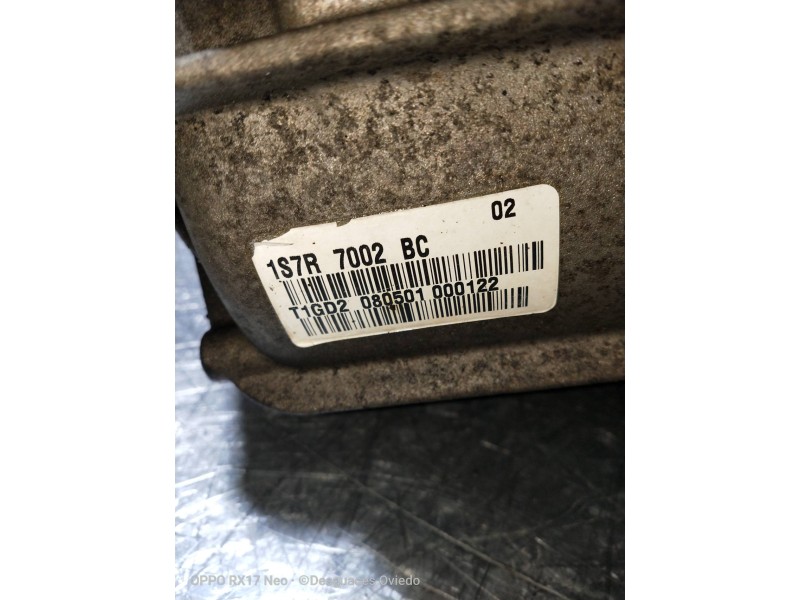 02
1S7R 7002 BC
T1GD2 080501 000122
OPPO RX17 Neo · ©Desguaces Oviedo